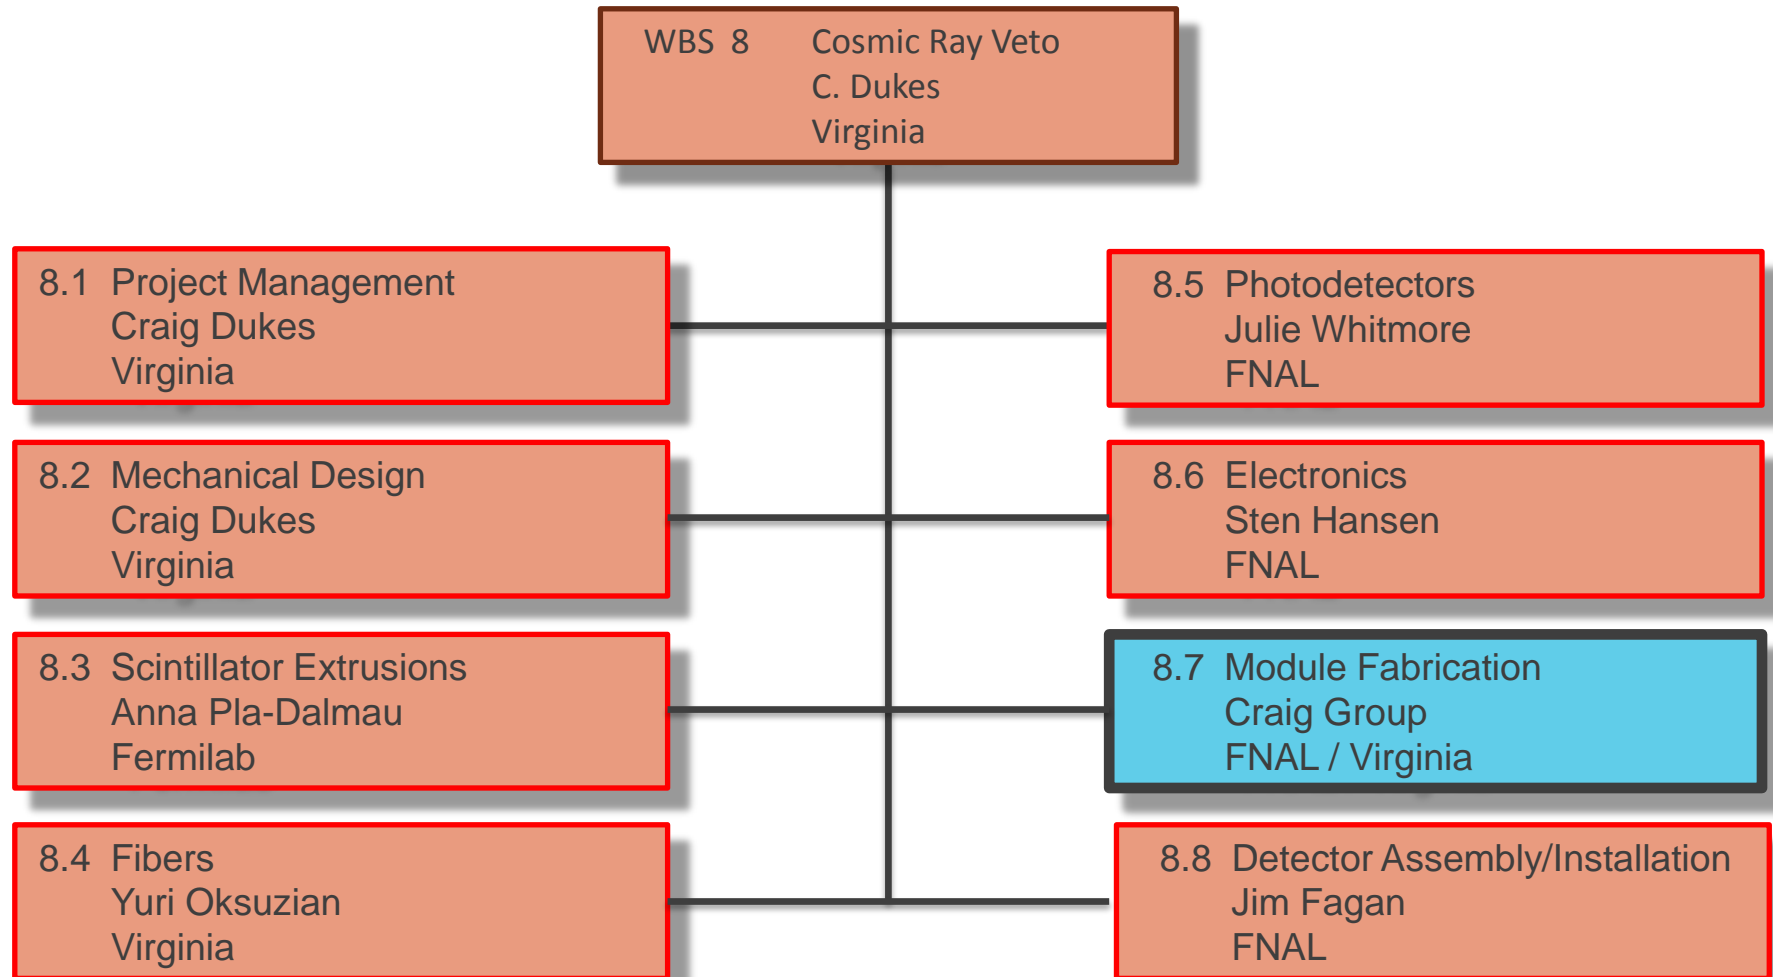 WBS 8 Cosmic Ray Veto
C. Dukes
Virginia
8.1 Project Management
Craig Dukes
Virginia
8.2 Mechanical Design
Craig Dukes
Virginia
8.3 Scintillator Extrusions
Anna Pla-Dalmau
Fermilab
8.4 Fibers
Yuri Oksuzian
Virginia
8.5 Photodetectors
Julie Whitmore
FNAL
8.6 Electronics
Sten Hansen
FNAL
8.7 Module Fabrication
Craig Group
FNAL / Virginia
8.8 Detector Assembly/Installation
Jim Fagan
FNAL